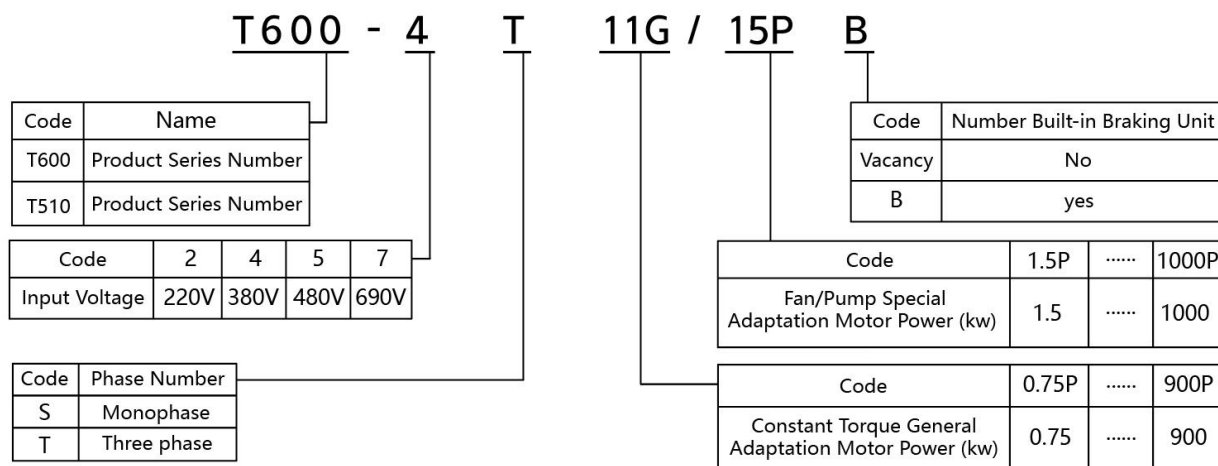 T600 - 4 T 11G / 15P B
Code Name
T600 Product Series Number
T510 Product Series Number
Code 2 4 5 7
Input Voltage 220V 380V 480V 690V
Code Phase Number
S Monophase
T Three phase
Code Number Built-in Braking Unit
Vacancy No
B yes
Code 1.5P ...... 1000P
Fan/Pump Special
Adaptation Motor Power (kw) 1.5 ...... 1000
Code 0.75P ...... 900P
Constant Torque General
Adaptation Motor Power (kw) 0.75 ...... 900